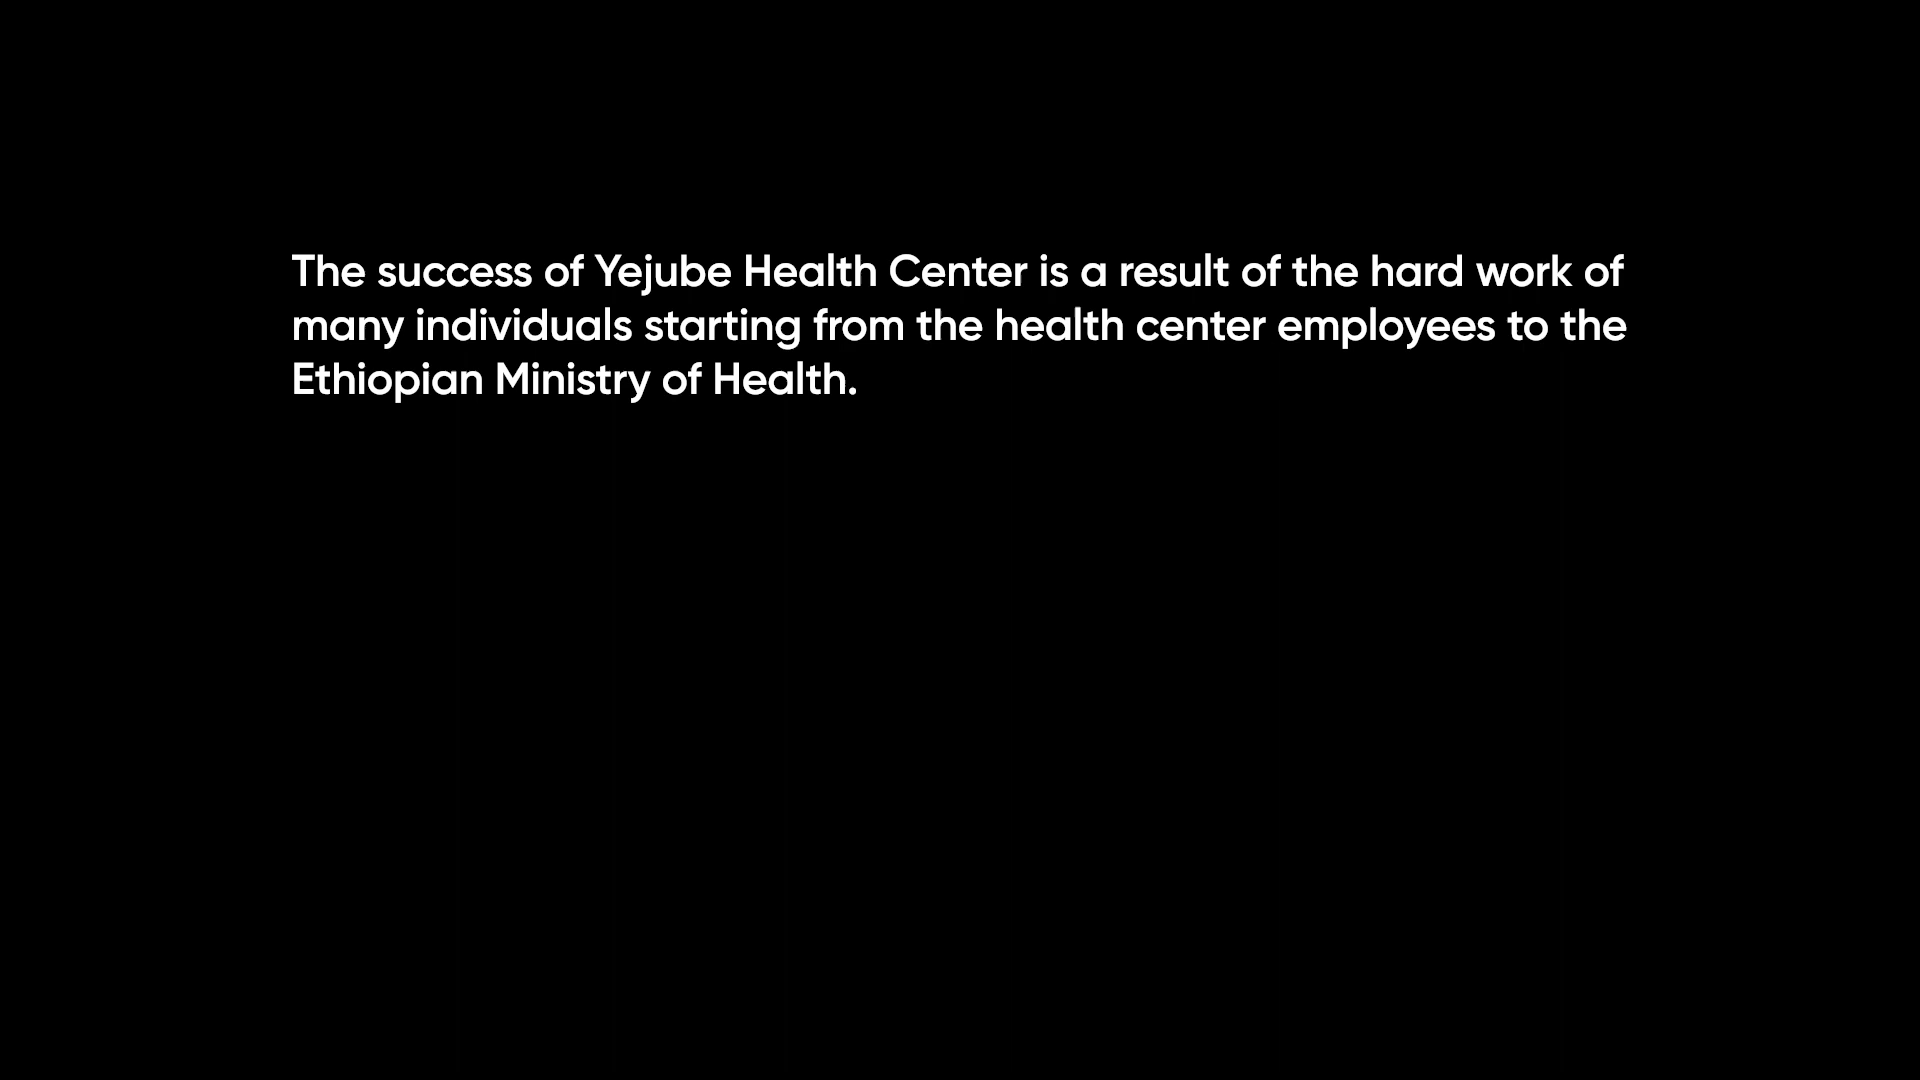 The success of Yejube Health Center is a result of the hard work of
many individuals starting from the health center employees to the
Ethiopian Ministry of Health.